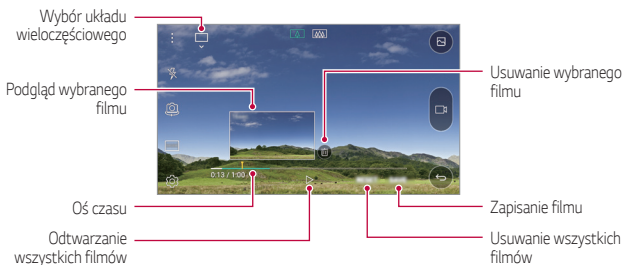 Wybór układu
wieloczęściowego
Podgląd wybranego
filmu
Usuwanie wybranego
filmu
0:13 / 1:00
Oś czasu
Zapisanie filmu
Odtwarzanie
wszystkich filmów
Usuwanie wszystkich
filmów